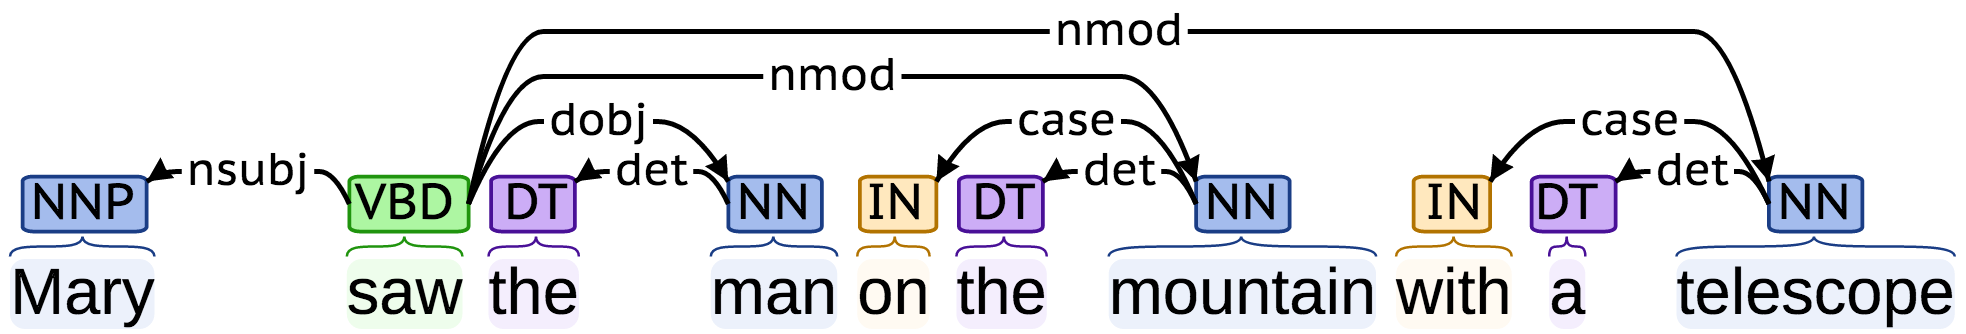 nmod
nmod
dobj case case
nsubj det det det
NNP VBD DT NN IN DT NN IN DT NN
Mary saw the man on the mountain with a telescope